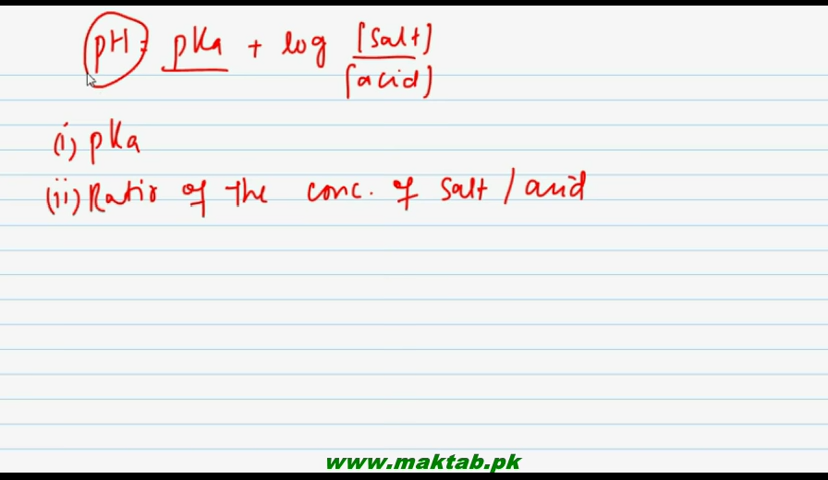 pH = pKa + log [Salt]
[acid]
(i) pKa
(ii) Ratio of the conc. of salt / acid
www.maktab.pk